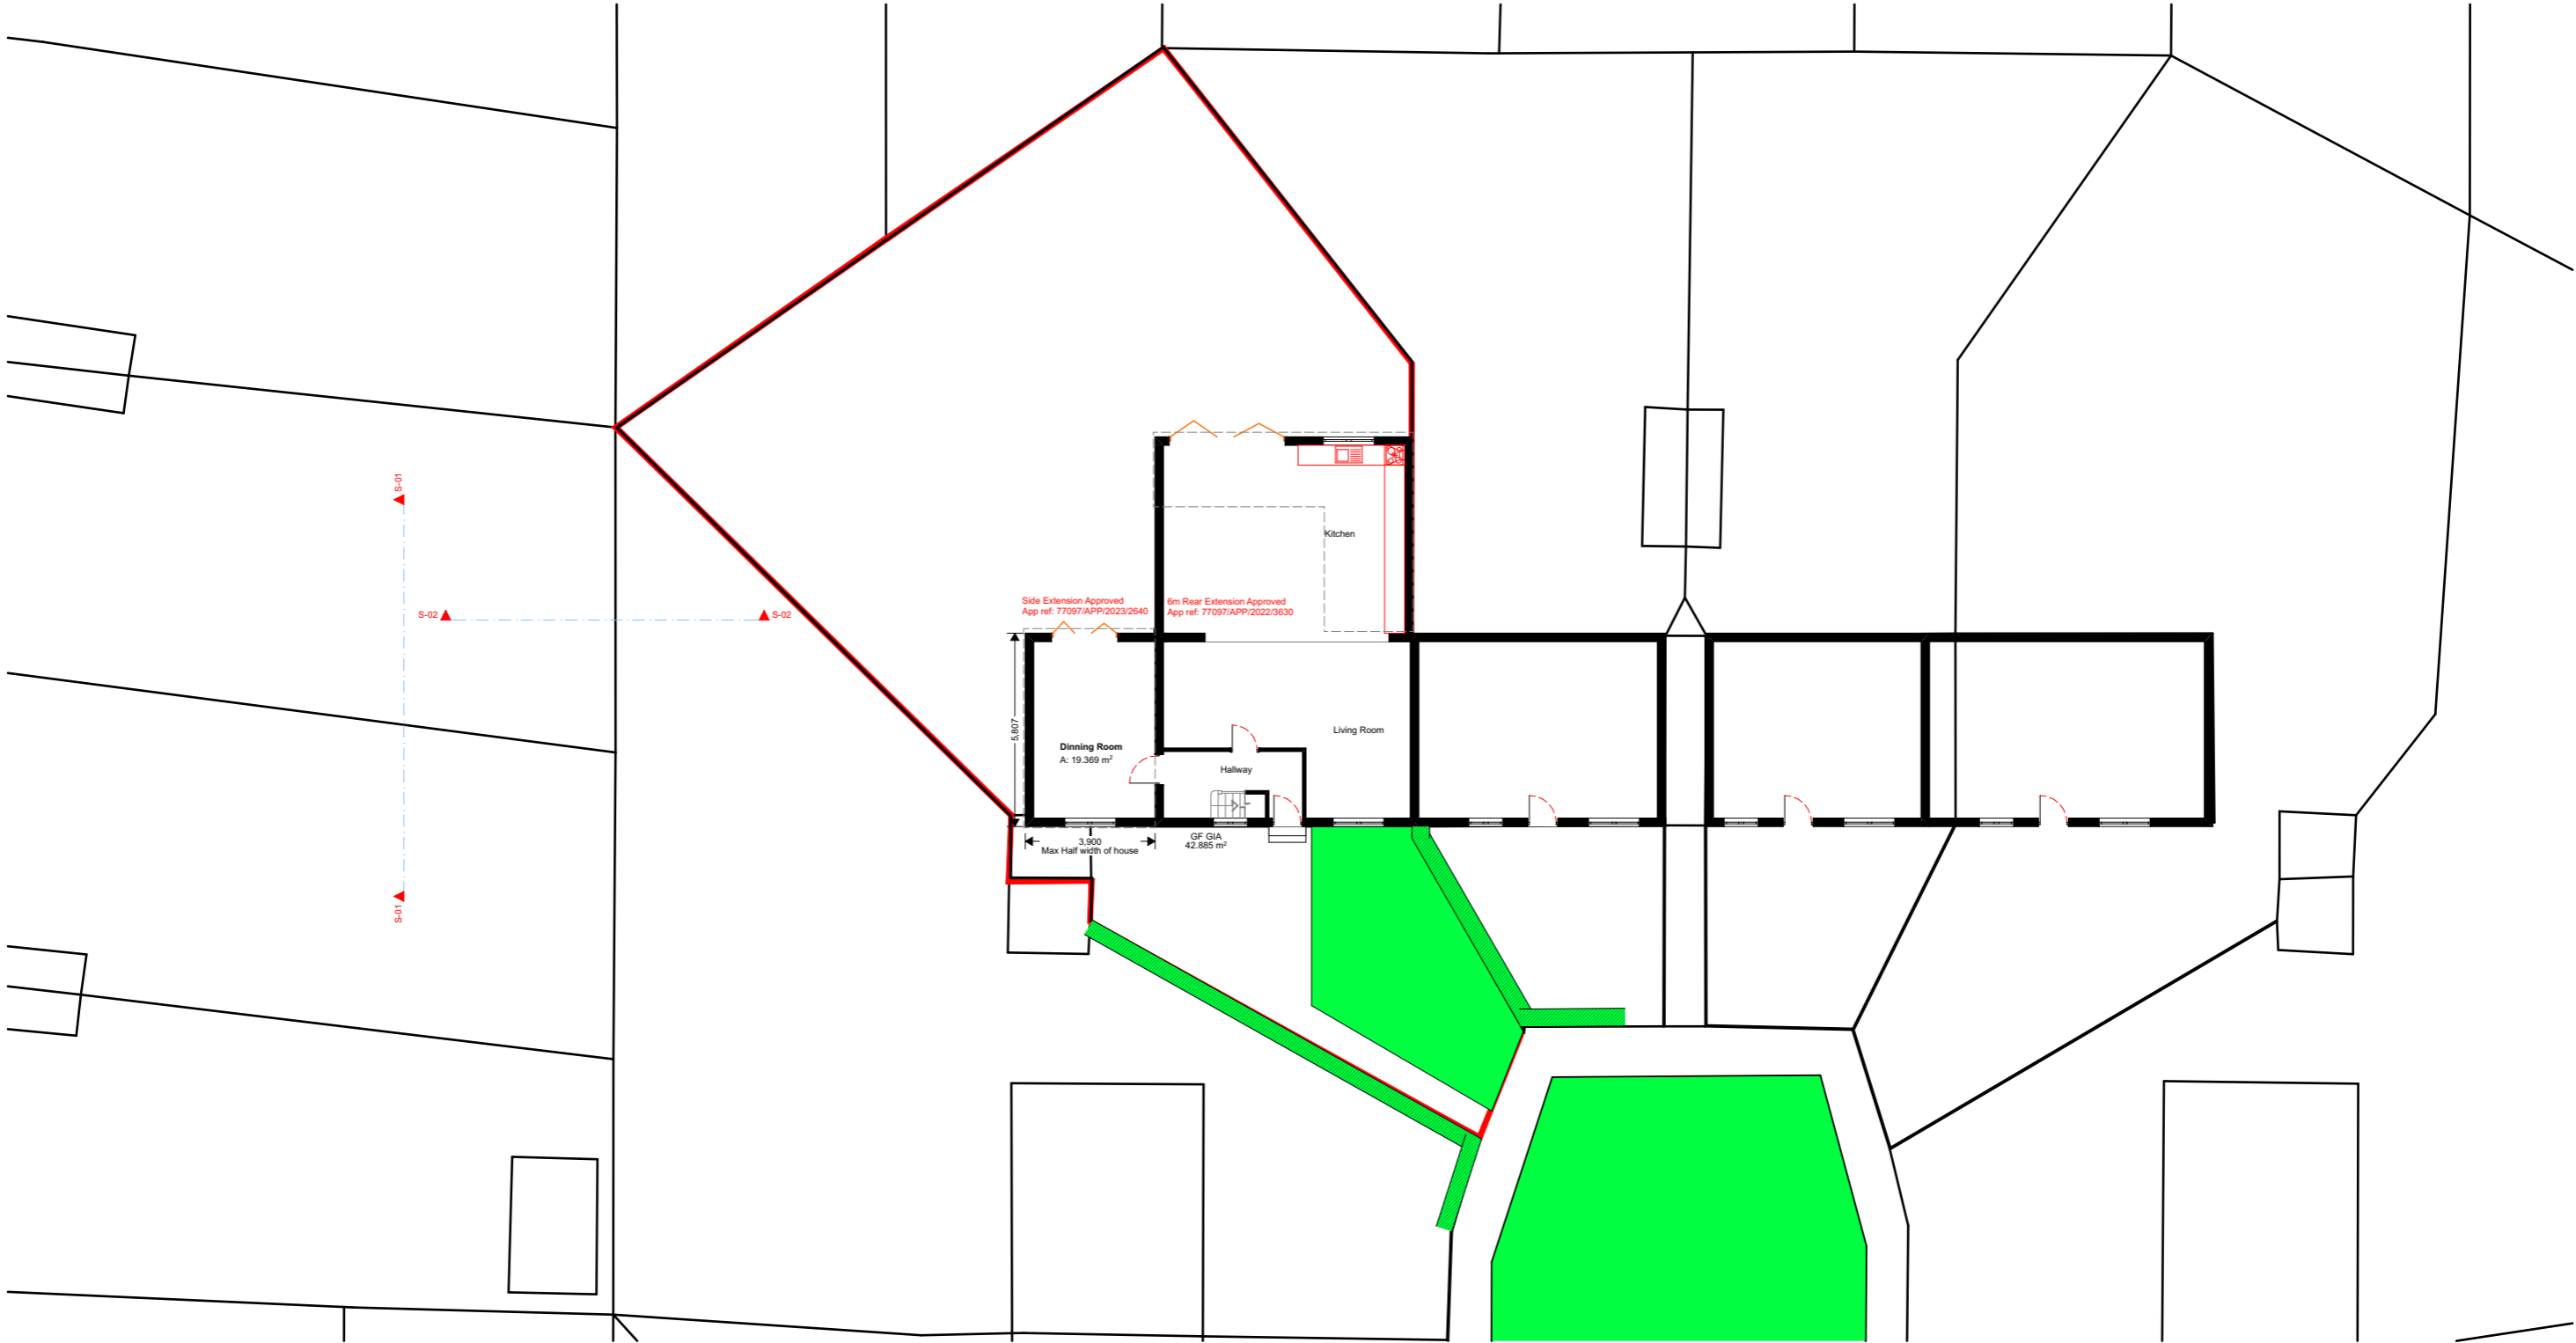 S-01
S-02
S-02
S-01
Side Extension Approved
App ref: 77097/APP/2023/2640
6m Rear Extension Approved
App ref: 77097/APP/2022/3630
Kitchen
5,807
Living Room
Dinning Room
A: 19.369 m²
Hallway
3,900
Max Half width of house
GF GIA
42.885 m²